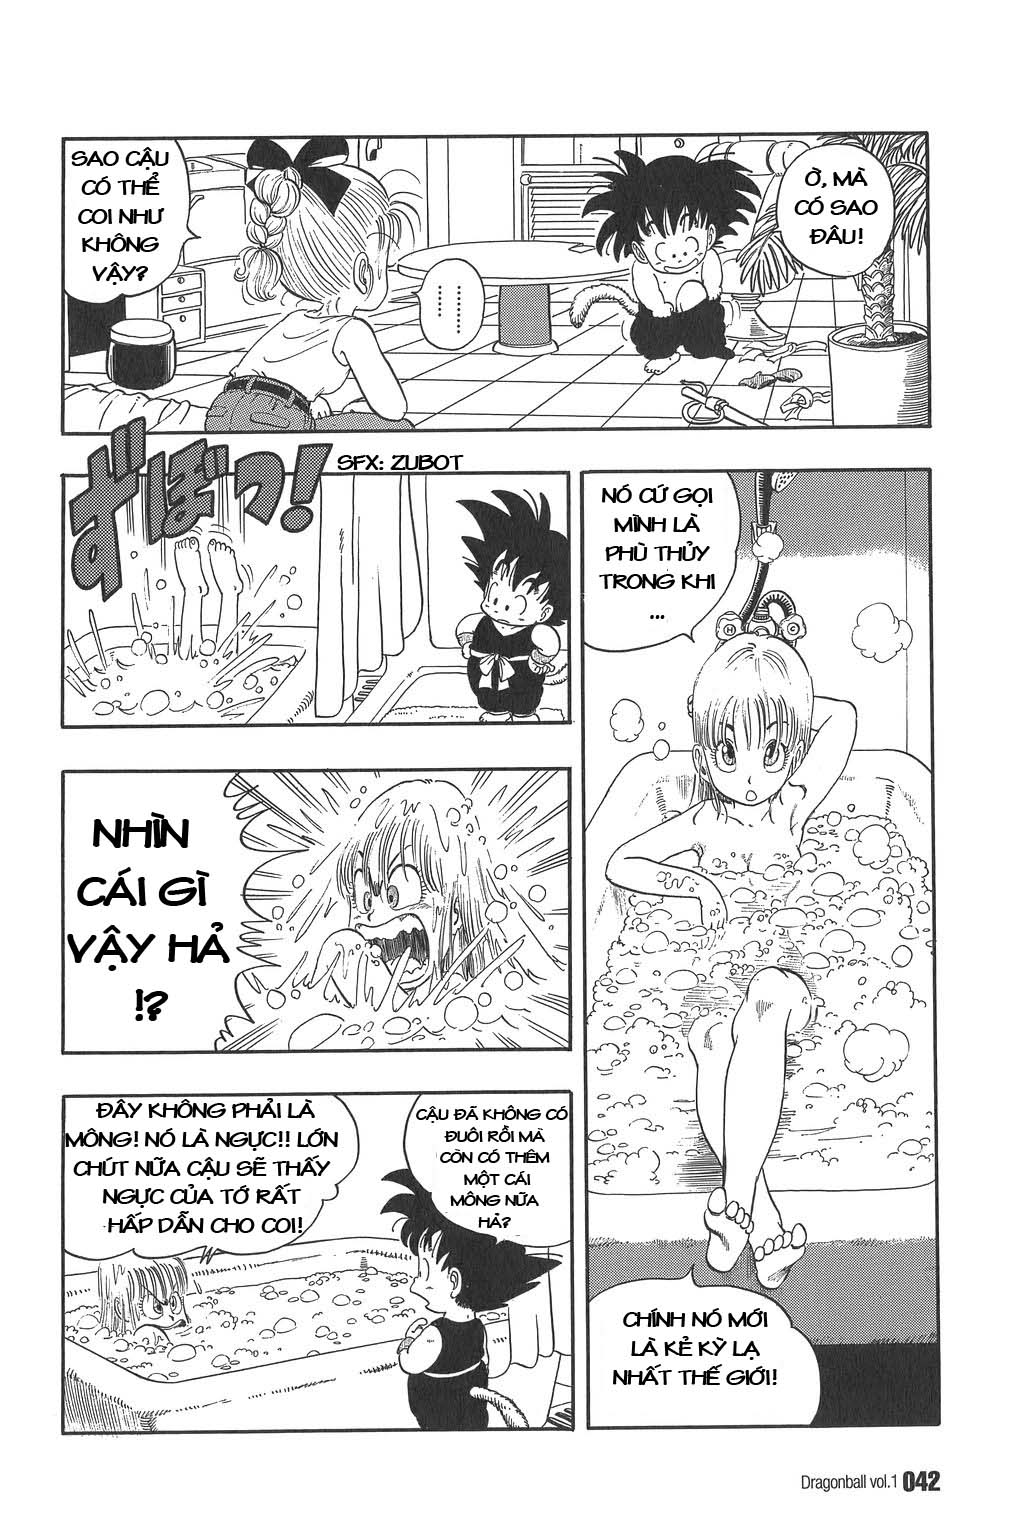 Ờ, MÀ
CÓ SAO
ĐÂU!
..........
SAO CẬU
CÓ THỂ
COI NHƯ
KHÔNG
VẬY?
NÓ CỨ GỌI
MÌNH LÀ
PHÙ THỦY
TRONG KHI
...
H
C
CHÍNH NÓ MỚI
LÀ KẺ KỲ LẠ
NHẤT THẾ GIỚI!
ずぼっ!
SFX: ZUBOT
NHÌN
CÁI GÌ
VẬY HẢ
!?
CẬU ĐÃ KHÔNG CÓ
ĐUÔI RỒI MÀ
CÒN CÓ THÊM
MỘT CÁI
MÔNG NỮA
HẢ?
ĐÂY KHÔNG PHẢI LÀ
MÔNG! NÓ LÀ NGỰC!! LỚN
CHÚT NỮA CẬU SẼ THẤY
NGỰC CỦA TỚ RẤT
HẤP DẪN CHO COI!
Dragonball vol.1 042